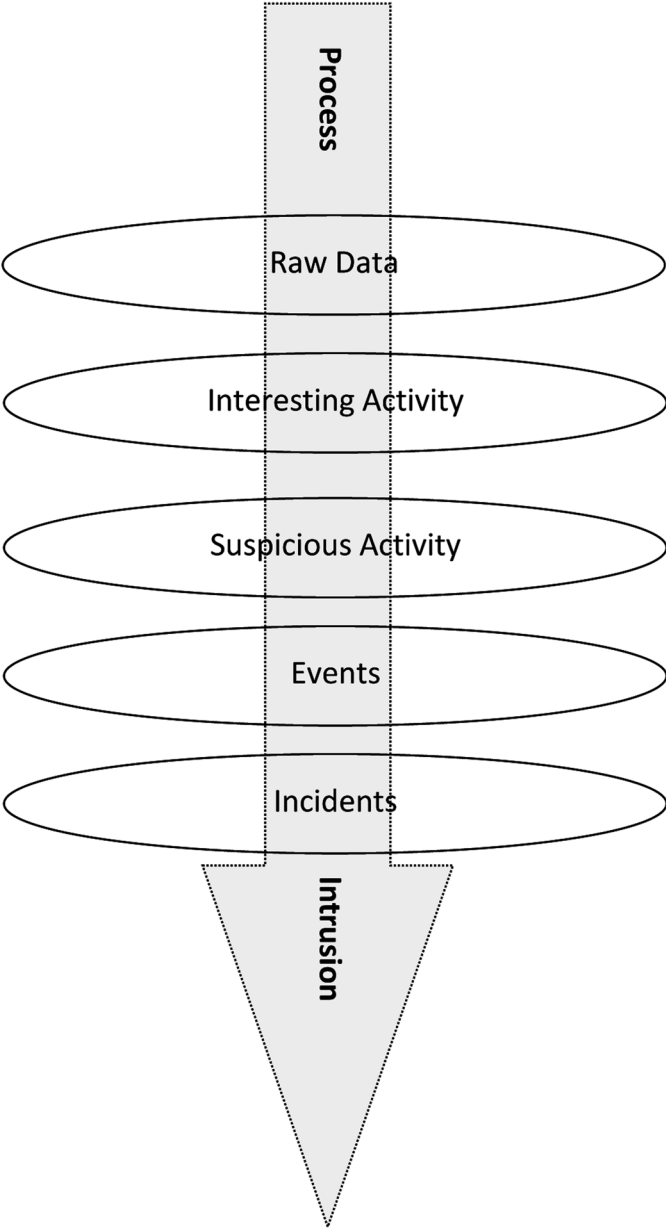 Process
Raw Data
Interesting Activity
Suspicious Activity
Events
Incidents
Intrusion